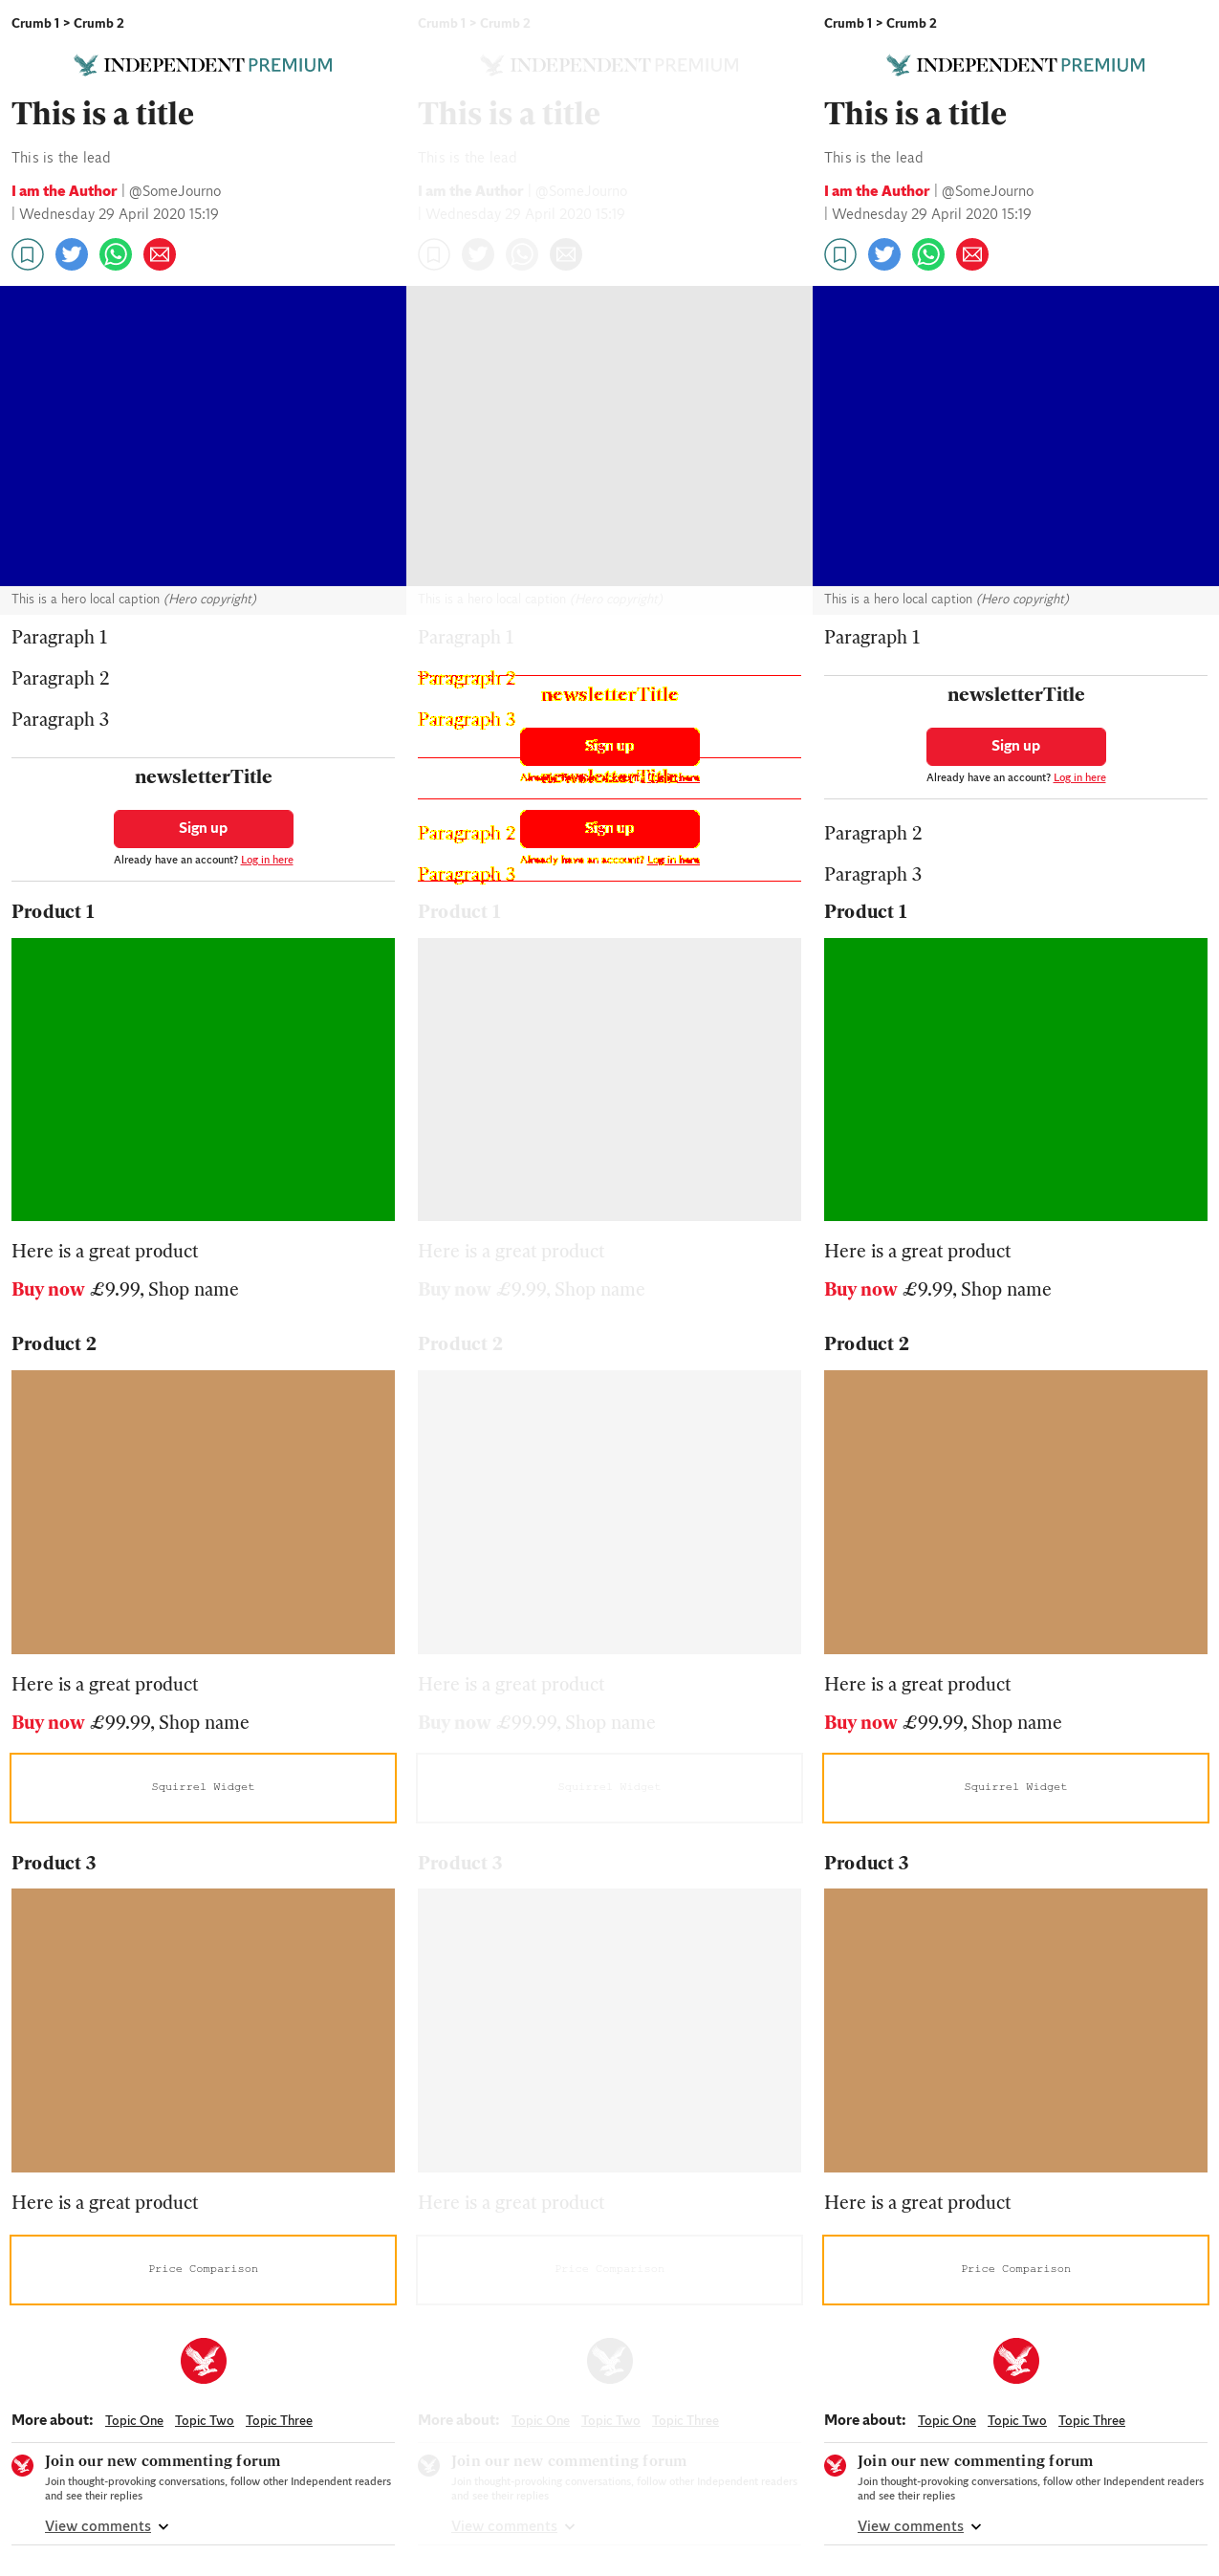 Crumb 1 > Crumb 2
INDEPENDENT PREMIUM
This is a title
This is the lead
I am the Author | @SomeJourno
| Wednesday 29 April 2020 15:19
This is a hero local caption (Hero copyright)
Paragraph 1
Paragraph 2
Paragraph 3
newsletterTitle
Sign up
Already have an account? Log in here
Product 1
Here is a great product
Buy now £9.99, Shop name
Product 2
Here is a great product
Buy now £99.99, Shop name
Squirrel Widget
Product 3
Here is a great product
Price Comparison
More about: Topic One Topic Two Topic Three
Join our new commenting forum
Join thought-provoking conversations, follow other Independent readers
and see their replies
View comments
Crumb 1 > Crumb 2
INDEPENDENT PREMIUM
This is a title
This is the lead
I am the Author | @SomeJourno
| Wednesday 29 April 2020 15:19
This is a hero local caption (Hero copyright)
Paragraph 1
Paragraph 2
newsletterTitle
Paragraph 3
Sign up
newsletterTitle
Sign up
Paragraph 2
Already have an account? Log in here
Paragraph 3
Product 1
Here is a great product
Buy now £9.99, Shop name
Product 2
Here is a great product
Buy now £99.99, Shop name
Squirrel Widget
Product 3
Here is a great product
Price Comparison
More about: Topic One Topic Two Topic Three
Join our new commenting forum
Join thought-provoking conversations, follow other Independent readers
and see their replies
View comments
Crumb 1 > Crumb 2
INDEPENDENT PREMIUM
This is a title
This is the lead
I am the Author | @SomeJourno
| Wednesday 29 April 2020 15:19
This is a hero local caption (Hero copyright)
Paragraph 1
newsletterTitle
Sign up
Already have an account? Log in here
Paragraph 2
Paragraph 3
Product 1
Here is a great product
Buy now £9.99, Shop name
Product 2
Here is a great product
Buy now £99.99, Shop name
Squirrel Widget
Product 3
Here is a great product
Price Comparison
More about: Topic One Topic Two Topic Three
Join our new commenting forum
Join thought-provoking conversations, follow other Independent readers
and see their replies
View comments